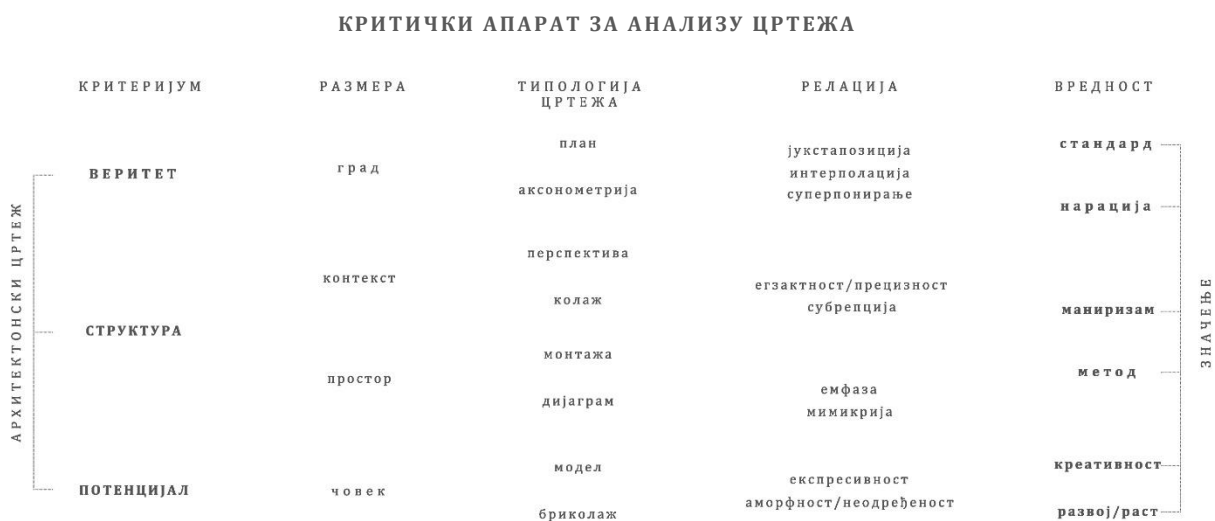 КРИТИЧКИ АПАРАТ ЗА АНАЛИЗУ ЦРТЕЖА
КРИТЕРИЈУМ
РАЗМЕРА
ТИПОЛОГИЈА
ЦРТЕЖА
РЕЛАЦИЈА
ВРЕДНОСТ
АРХИТЕКТОНСКИ ЦРТЕЖ
ВЕРИТЕТ
СТРУКТУРА
ПОТЕНЦИЈАЛ
град
контекст
простор
човек
план
аксонометрија
перспектива
колаж
монтажа
дијаграм
модел
бриколаж
јукстапозиција
интерполација
суперпонирање
егзактност/прецизност
субрепција
емфаза
мимикрија
експресивност
аморфност/неодређеност
стандард
нарација
маниризам
метод
креативност
развој/раст
ЗНАЧЕЊЕ